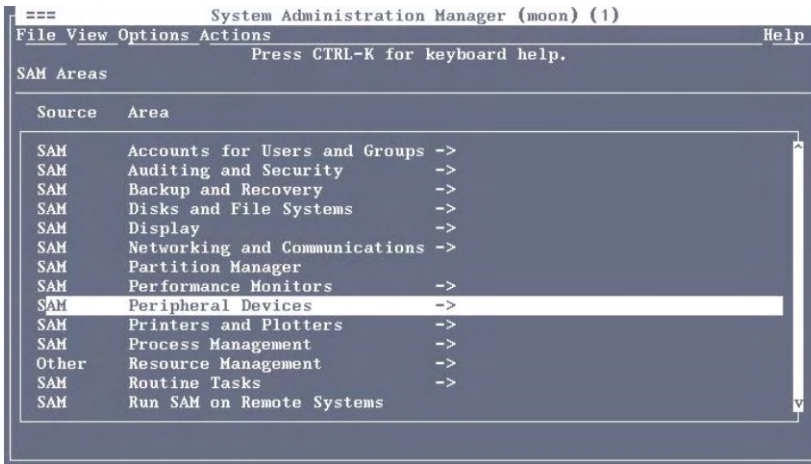 === System Administration Manager (moon) (1)
File View Options Actions Help
Press CTRL-K for keyboard help.
SAM Areas
Source Area
SAM Accounts for Users and Groups ->
SAM Auditing and Security ->
SAM Backup and Recovery ->
SAM Disks and File Systems ->
SAM Display ->
SAM Networking and Communications ->
SAM Partition Manager
SAM Performance Monitors ->
SAM Peripheral Devices ->
SAM Printers and Plotters ->
SAM Process Management ->
Other Resource Management ->
SAM Routine Tasks ->
SAM Run SAM on Remote Systems